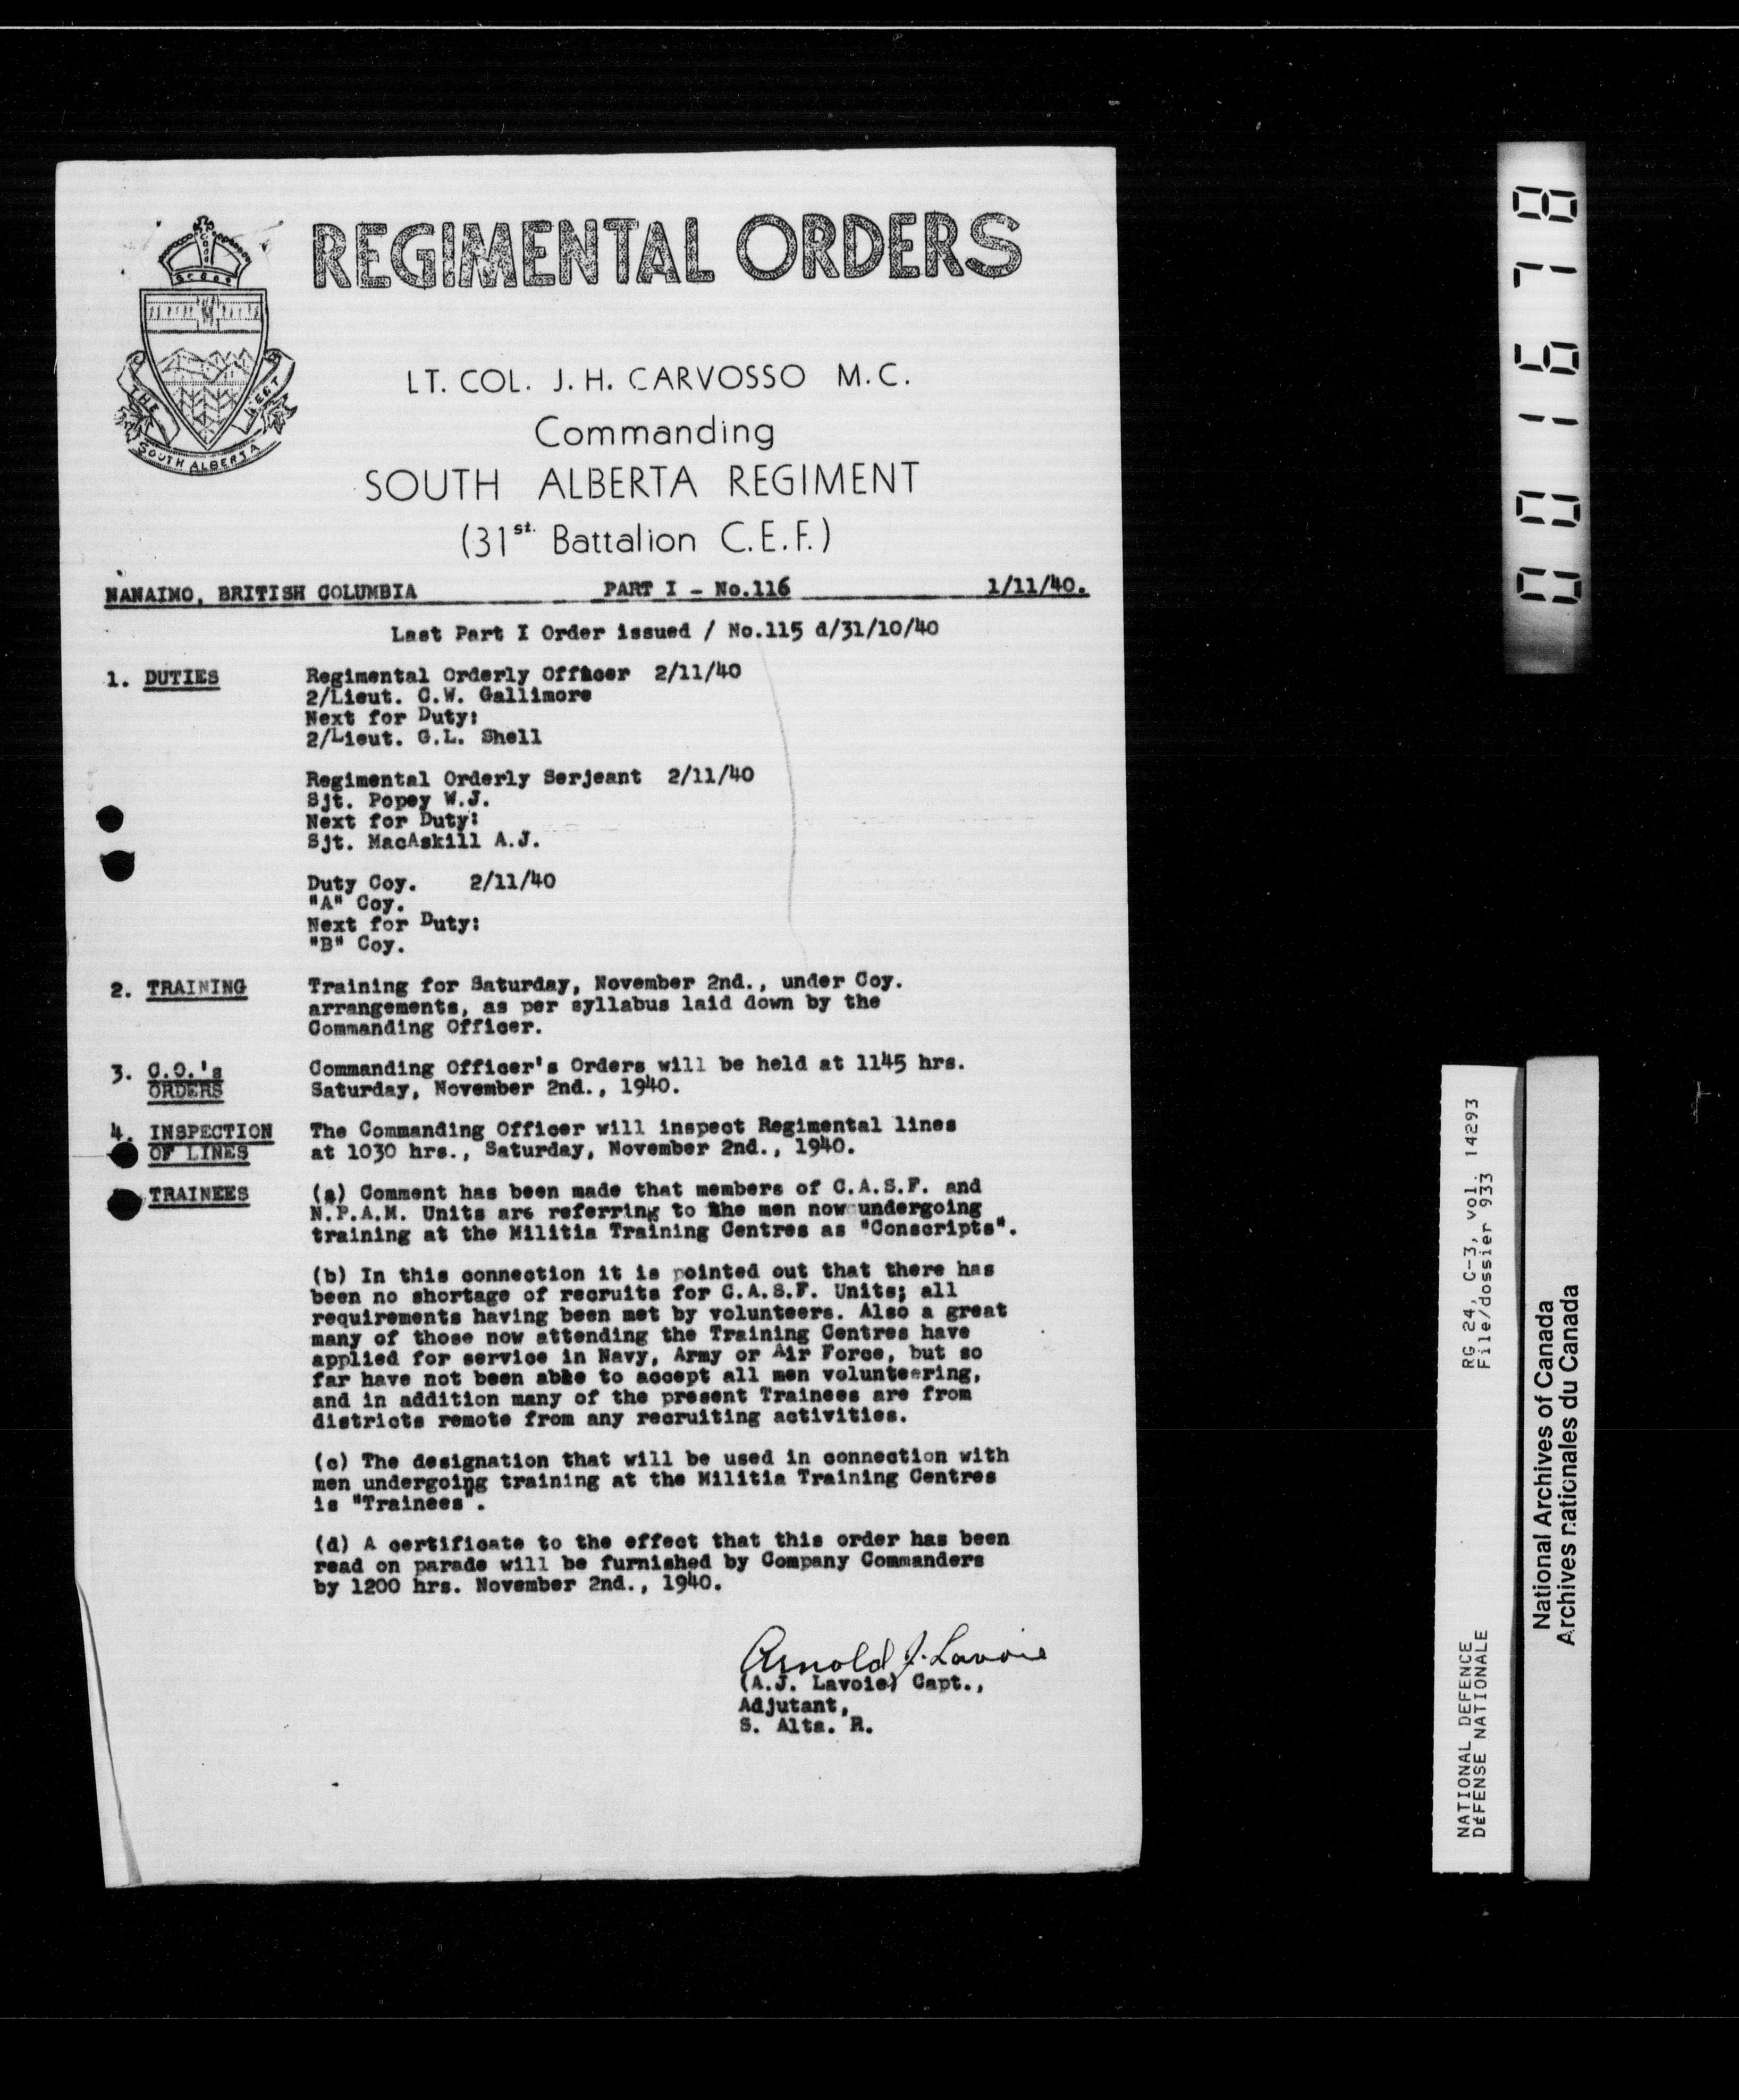 REGIMENTAL ORDERS
THE SOUTH ALBERTA REGT
LT. COL. J. H. CARVOSSO M.C.
Commanding
SOUTH ALBERTA REGIMENT
(31st. Battalion C.E.F.)
NANAIMO, BRITISH COLUMBIA PART I - No.116 1/11/40.
Last Part I Order issued / No.115 d/31/10/40
1. DUTIES Regimental Orderly Officer 2/11/40
2/Lieut. C.W. Gallimore
Next for Duty:
2/Lieut. G.L. Shell
Regimental Orderly Serjeant 2/11/40
Sjt. Popey W.J.
Next for Duty:
Sjt. MacAskill A.J.
Duty Coy. 2/11/40
"A" Coy.
Next for Duty:
"B" Coy.
2. TRAINING Training for Saturday, November 2nd., under Coy.
arrangements, as per syllabus laid down by the
Commanding Officer.
3. C.O.'s Commanding Officer's Orders will be held at 1145 hrs.
ORDERS Saturday, November 2nd., 1940.
4. INSPECTION The Commanding Officer will inspect Regimental lines
OF LINES at 1030 hrs., Saturday, November 2nd., 1940.
TRAINEES (a) Comment has been made that members of C.A.S.F. and
N.P.A.M. Units are referring to the men now undergoing
training at the Militia Training Centres as "Conscripts".
(b) In this connection it is pointed out that there has
been no shortage of recruits for C.A.S.F. Units; all
requirements having been met by volunteers. Also a great
many of those now attending the Training Centres have
applied for service in Navy, Army or Air Force, but so
far have not been able to accept all men volunteering,
and in addition many of the present Trainees are from
districts remote from any recruiting activities.
(c) The designation that will be used in connection with
men undergoing training at the Militia Training Centres
is "Trainees".
(d) A certificate to the effect that this order has been
read on parade will be furnished by Company Commanders
by 1200 hrs. November 2nd., 1940.
Arnold J. Lavoie
(A.J. Lavoie) Capt.,
Adjutant,
S. Alta. R.
001678
NATIONAL DEFENCE RG 24, C-3, vol. 14293
DÉFENSE NATIONALE File/dossier 933
National Archives of Canada
Archives nationales du Canada